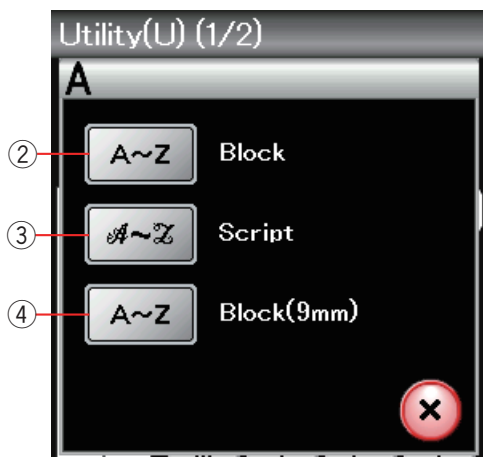 Utility(U) (1/2)
A
② A~Z Block
③ 𝒜~𝒵 Script
④ A~Z Block(9mm)
×